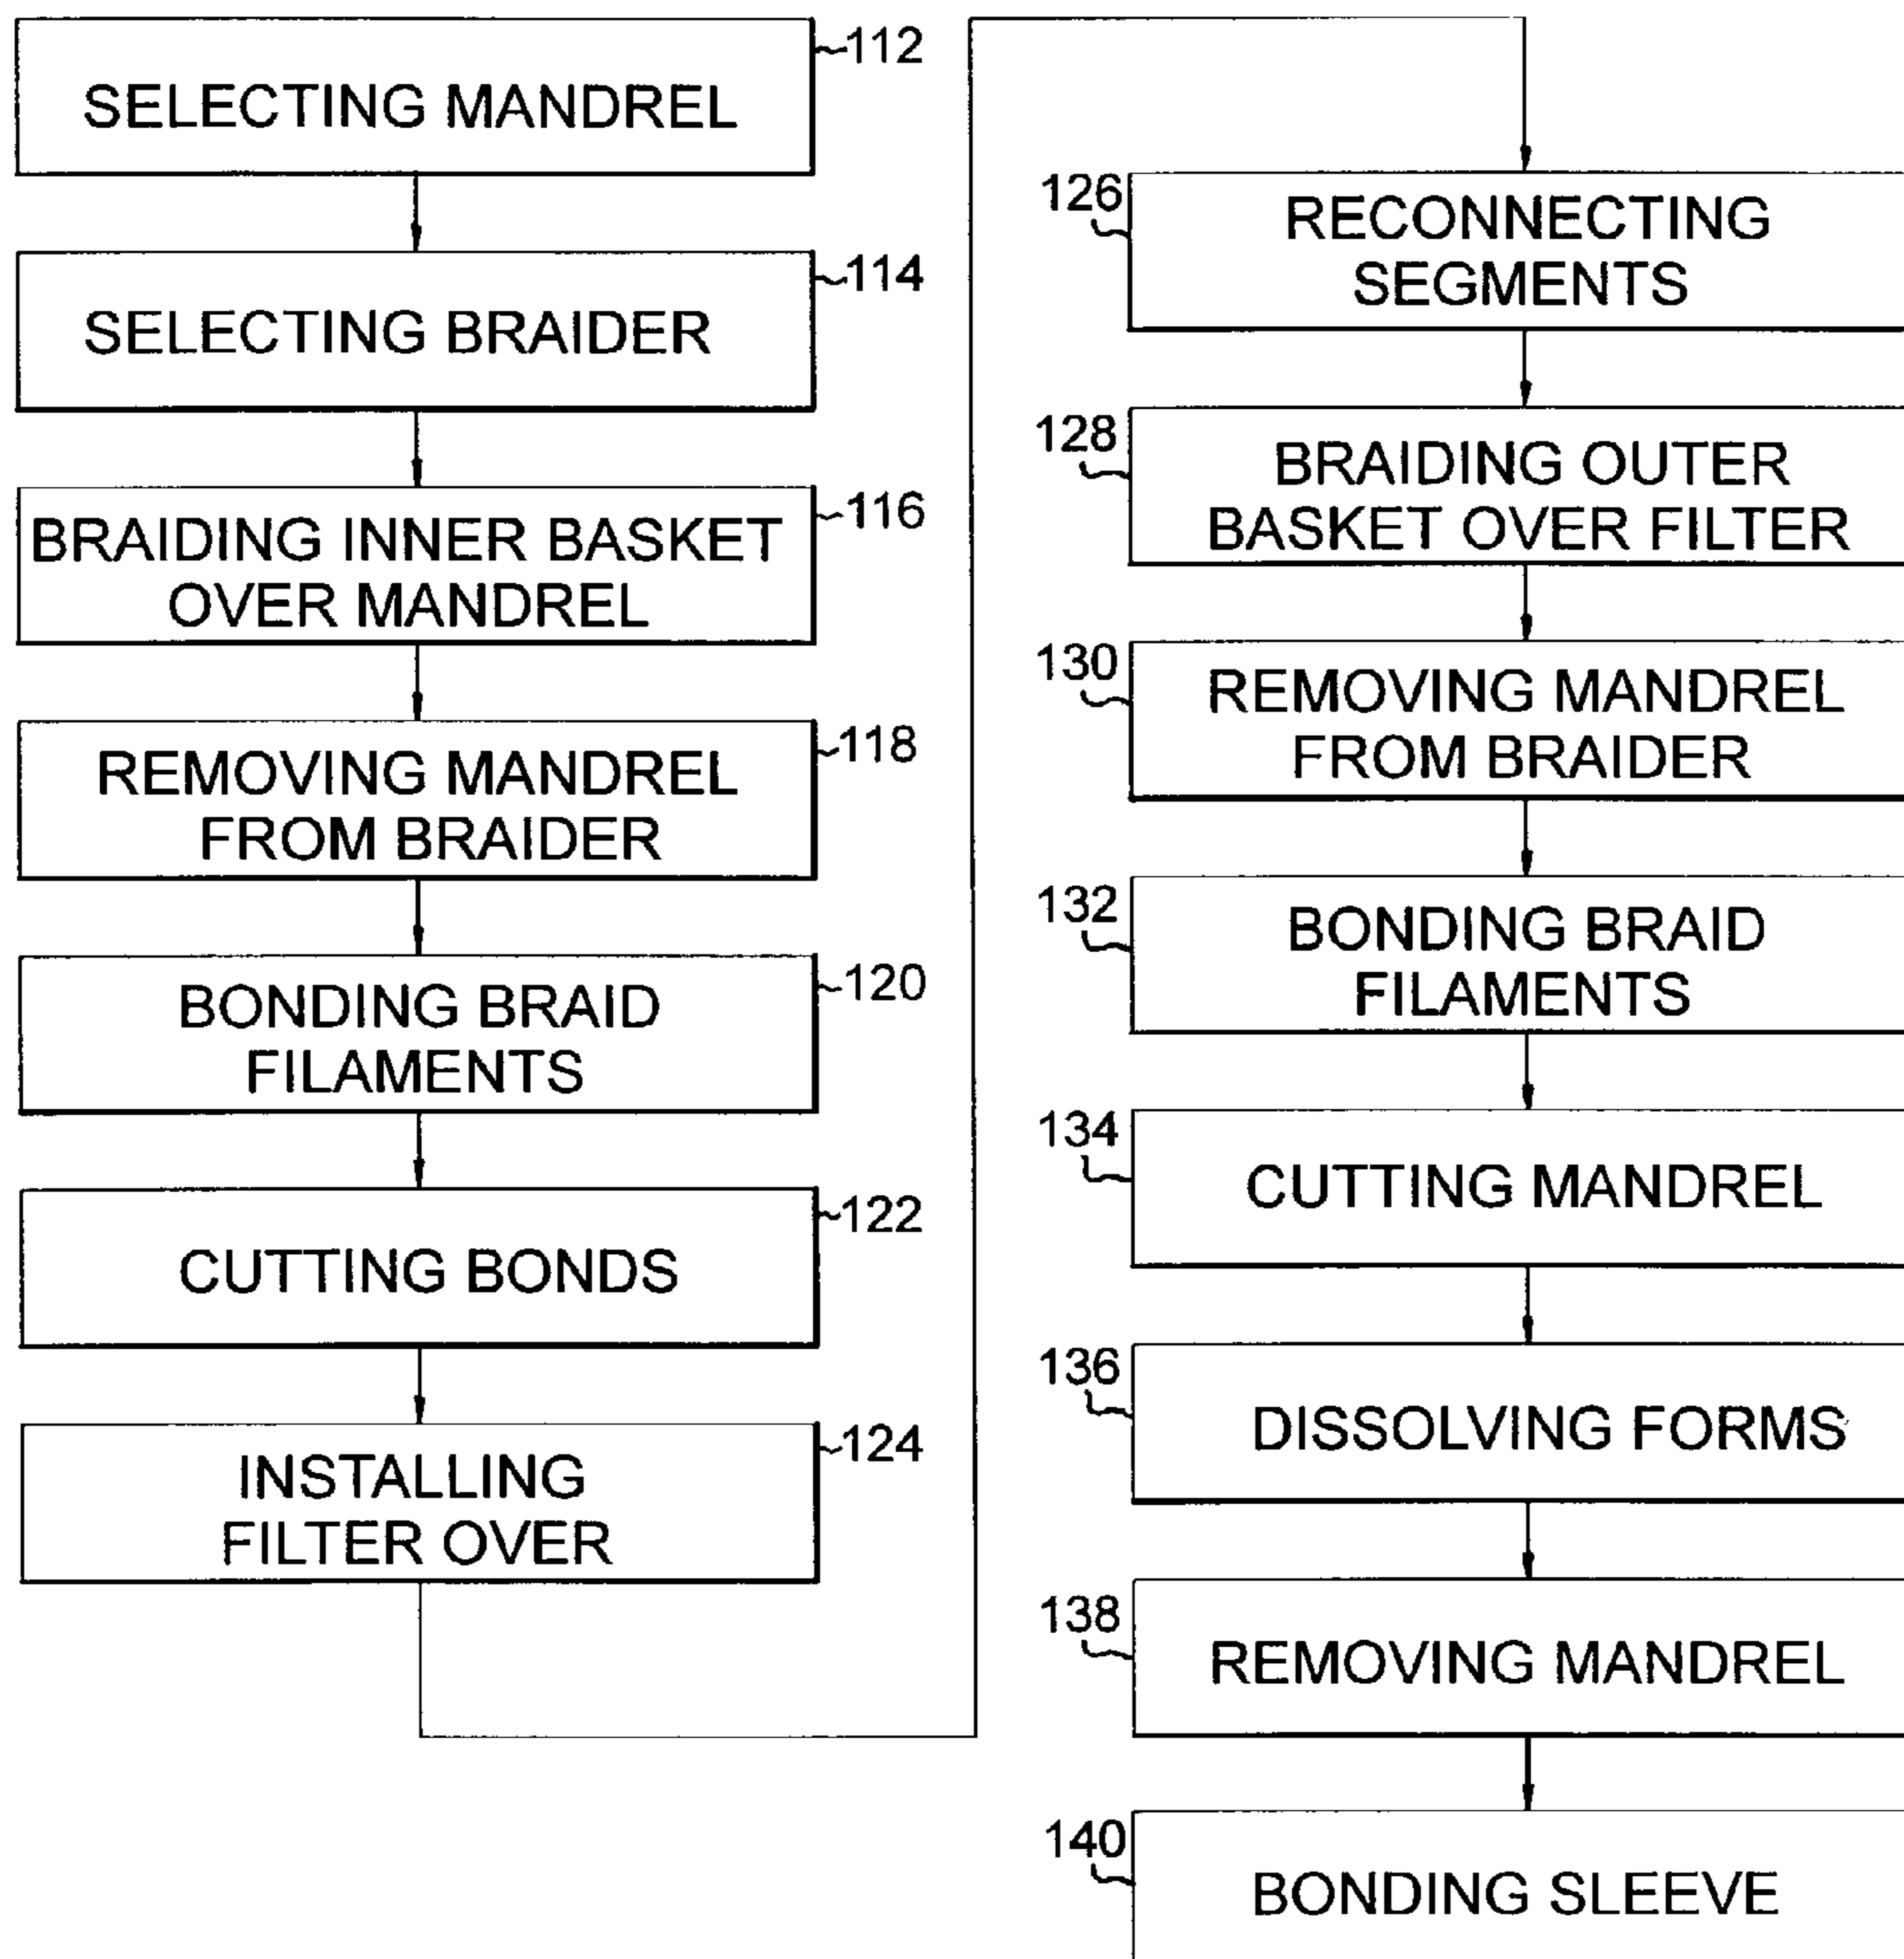 112
SELECTING MANDREL
114
SELECTING BRAIDER
116
BRAIDING INNER BASKET
OVER MANDREL
118
REMOVING MANDREL
FROM BRAIDER
120
BONDING BRAID
FILAMENTS
122
CUTTING BONDS
124
INSTALLING
FILTER OVER
126
RECONNECTING
SEGMENTS
128
BRAIDING OUTER
BASKET OVER FILTER
130
REMOVING MANDREL
FROM BRAIDER
132
BONDING BRAID
FILAMENTS
134
CUTTING MANDREL
136
DISSOLVING FORMS
138
REMOVING MANDREL
140
BONDING SLEEVE